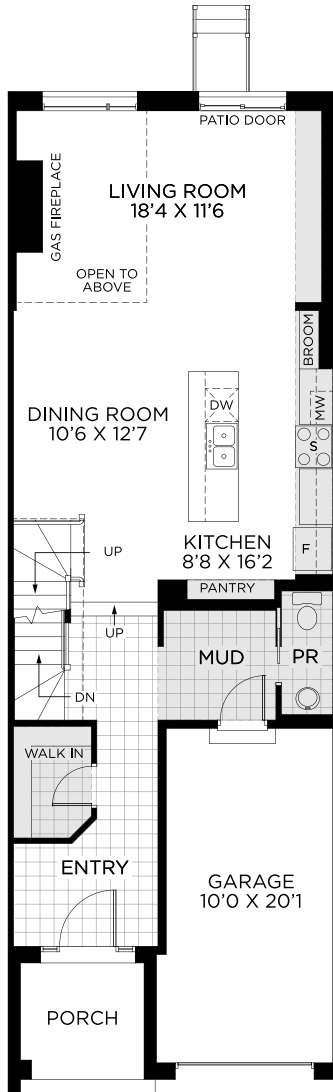 PATIO DOOR
GAS FIREPLACE
LIVING ROOM
18'4 X 11'6
OPEN TO
ABOVE
BROOM
DINING ROOM
10'6 X 12'7
DW
MW
S
KITCHEN
8'8 X 16'2
F
UP
PANTRY
UP
MUD
PR
DN
WALK IN
ENTRY
GARAGE
10'0 X 20'1
PORCH